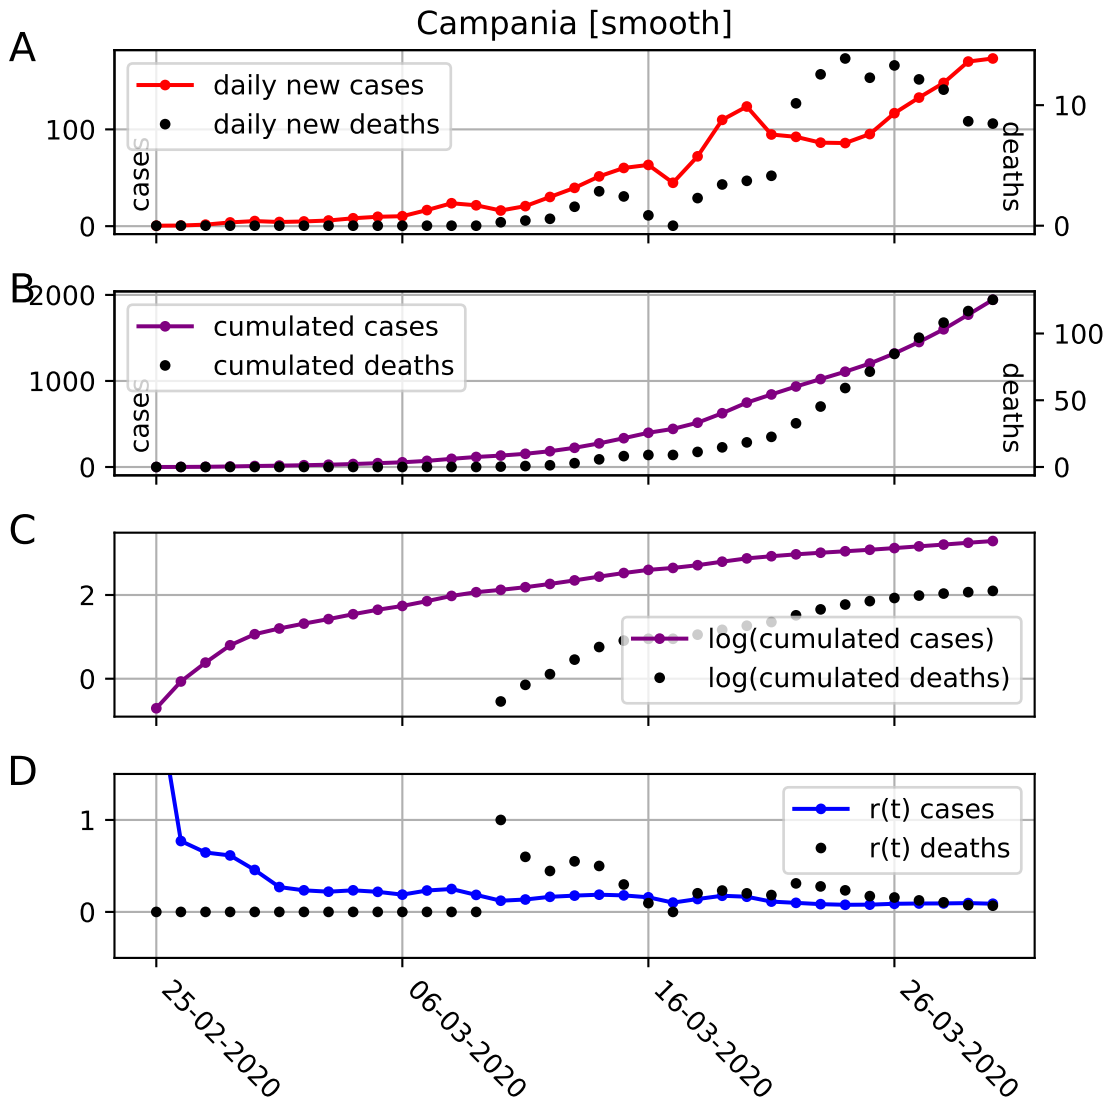 Campania [smooth]
A
daily new cases
daily new deaths
100
0
cases
10
0
deaths
B
cumulated cases
cumulated deaths
2000
1000
0
cases
100
50
0
deaths
C
2
0
log(cumulated cases)
log(cumulated deaths)
D
1
0
r(t) cases
r(t) deaths
25-02-2020
06-03-2020
16-03-2020
26-03-2020